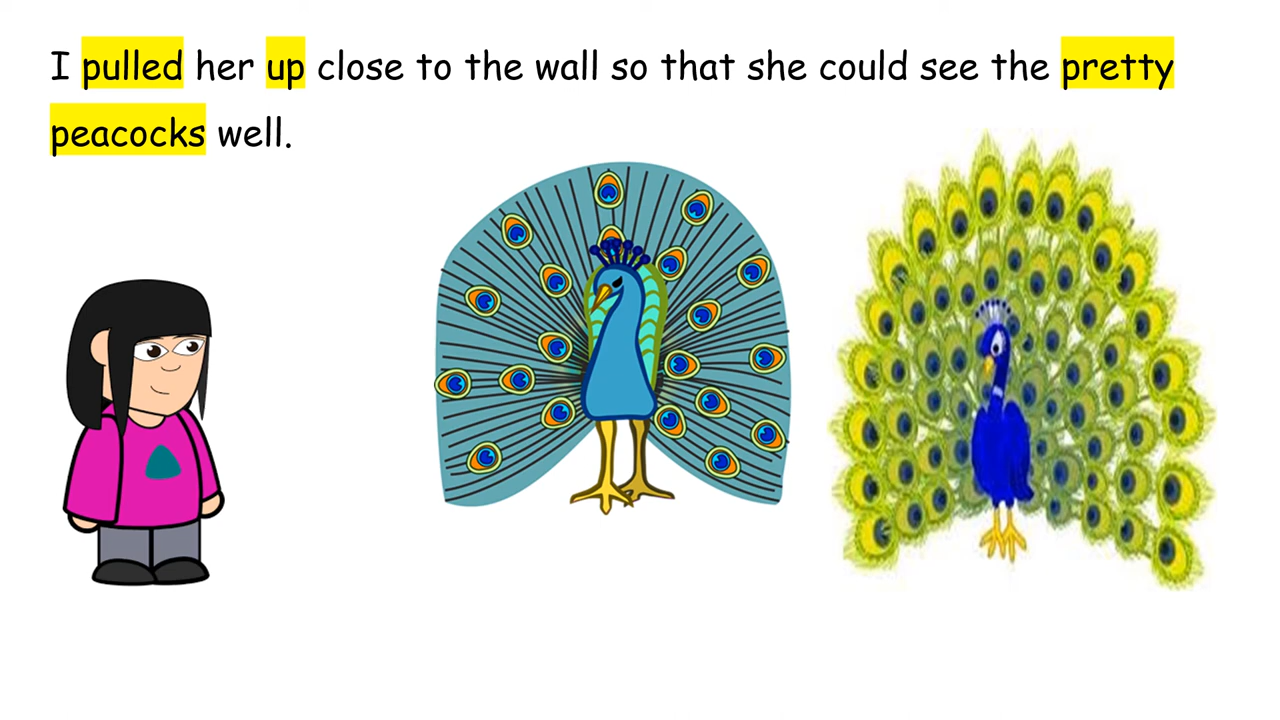 I pulled her up close to the wall so that she could see the pretty
peacocks well.